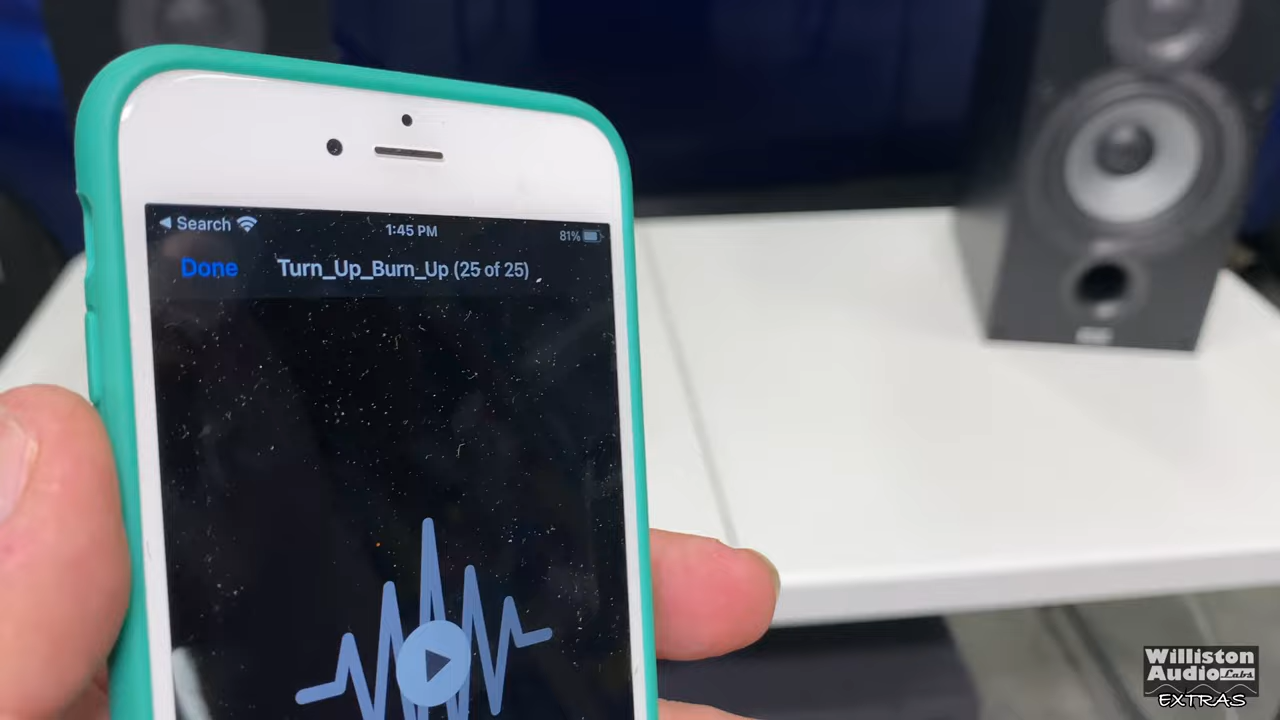 Search
1:45 PM
81%
Done
Turn_Up_Burn_Up (25 of 25)
Williston
Audio Labs
EXTRAS